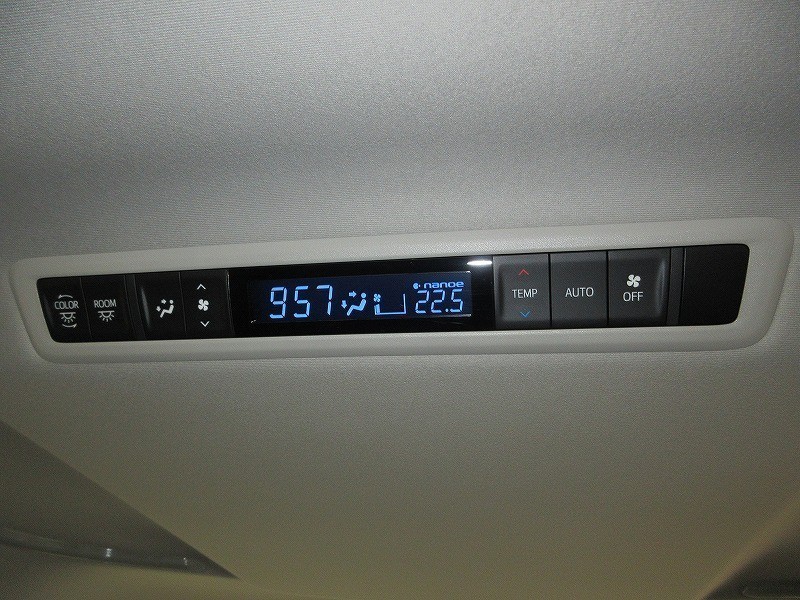 COLOR
ROOM
957
nanoe
22.5
TEMP
AUTO
OFF